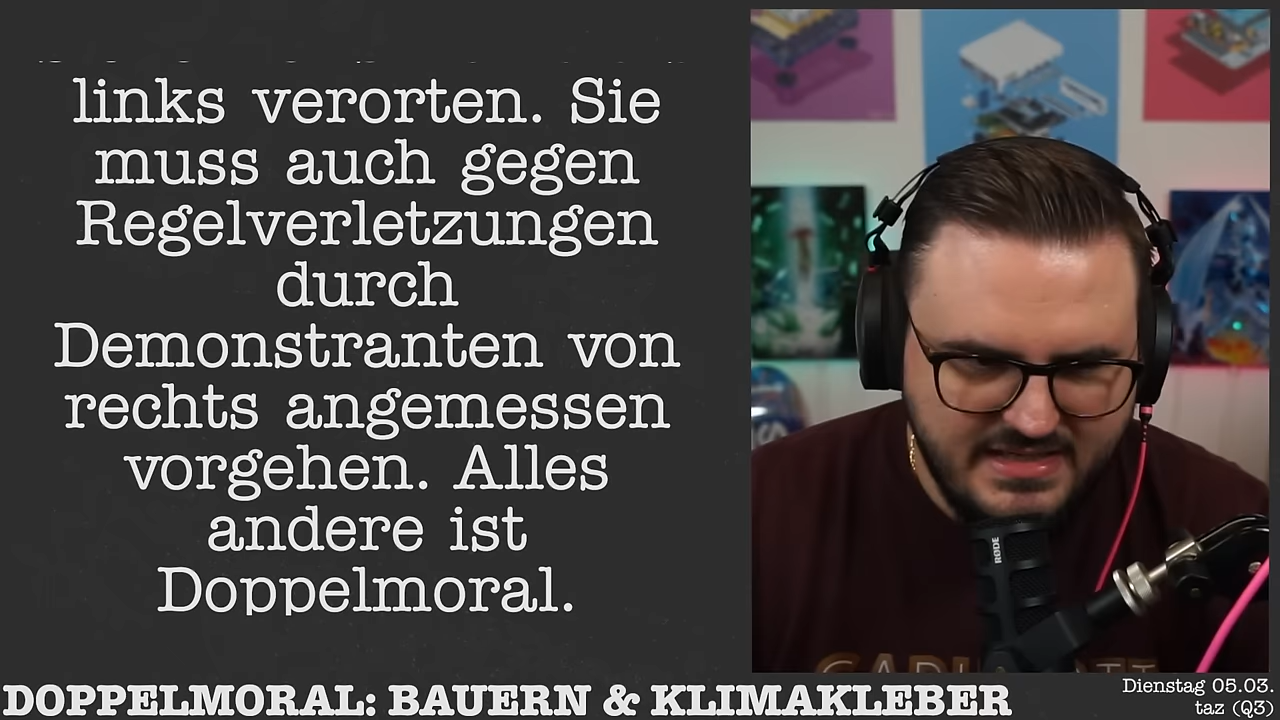 links verorten. Sie
muss auch gegen
Regelverletzungen
durch
Demonstranten von
rechts angemessen
vorgehen. Alles
andere ist
Doppelmoral.
RØDE
DOPPELMORAL: BAUERN & KLIMAKLEBER
Dienstag 05.03.
taz (Q3)